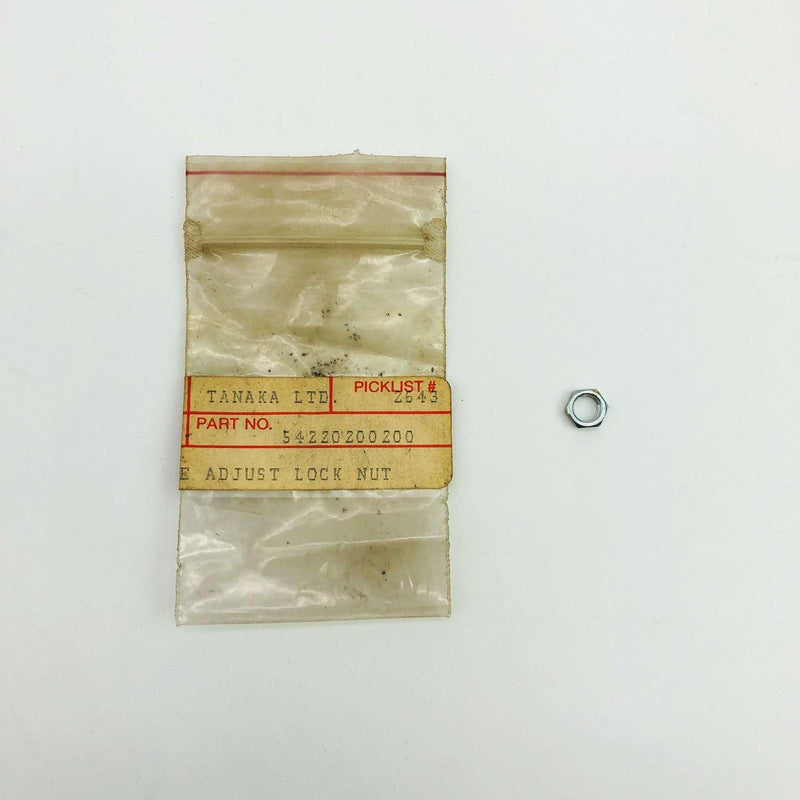 PICKLIST #
TANAKA LTD. 2643
PART NO.
54220200200
E ADJUST LOCK NUT